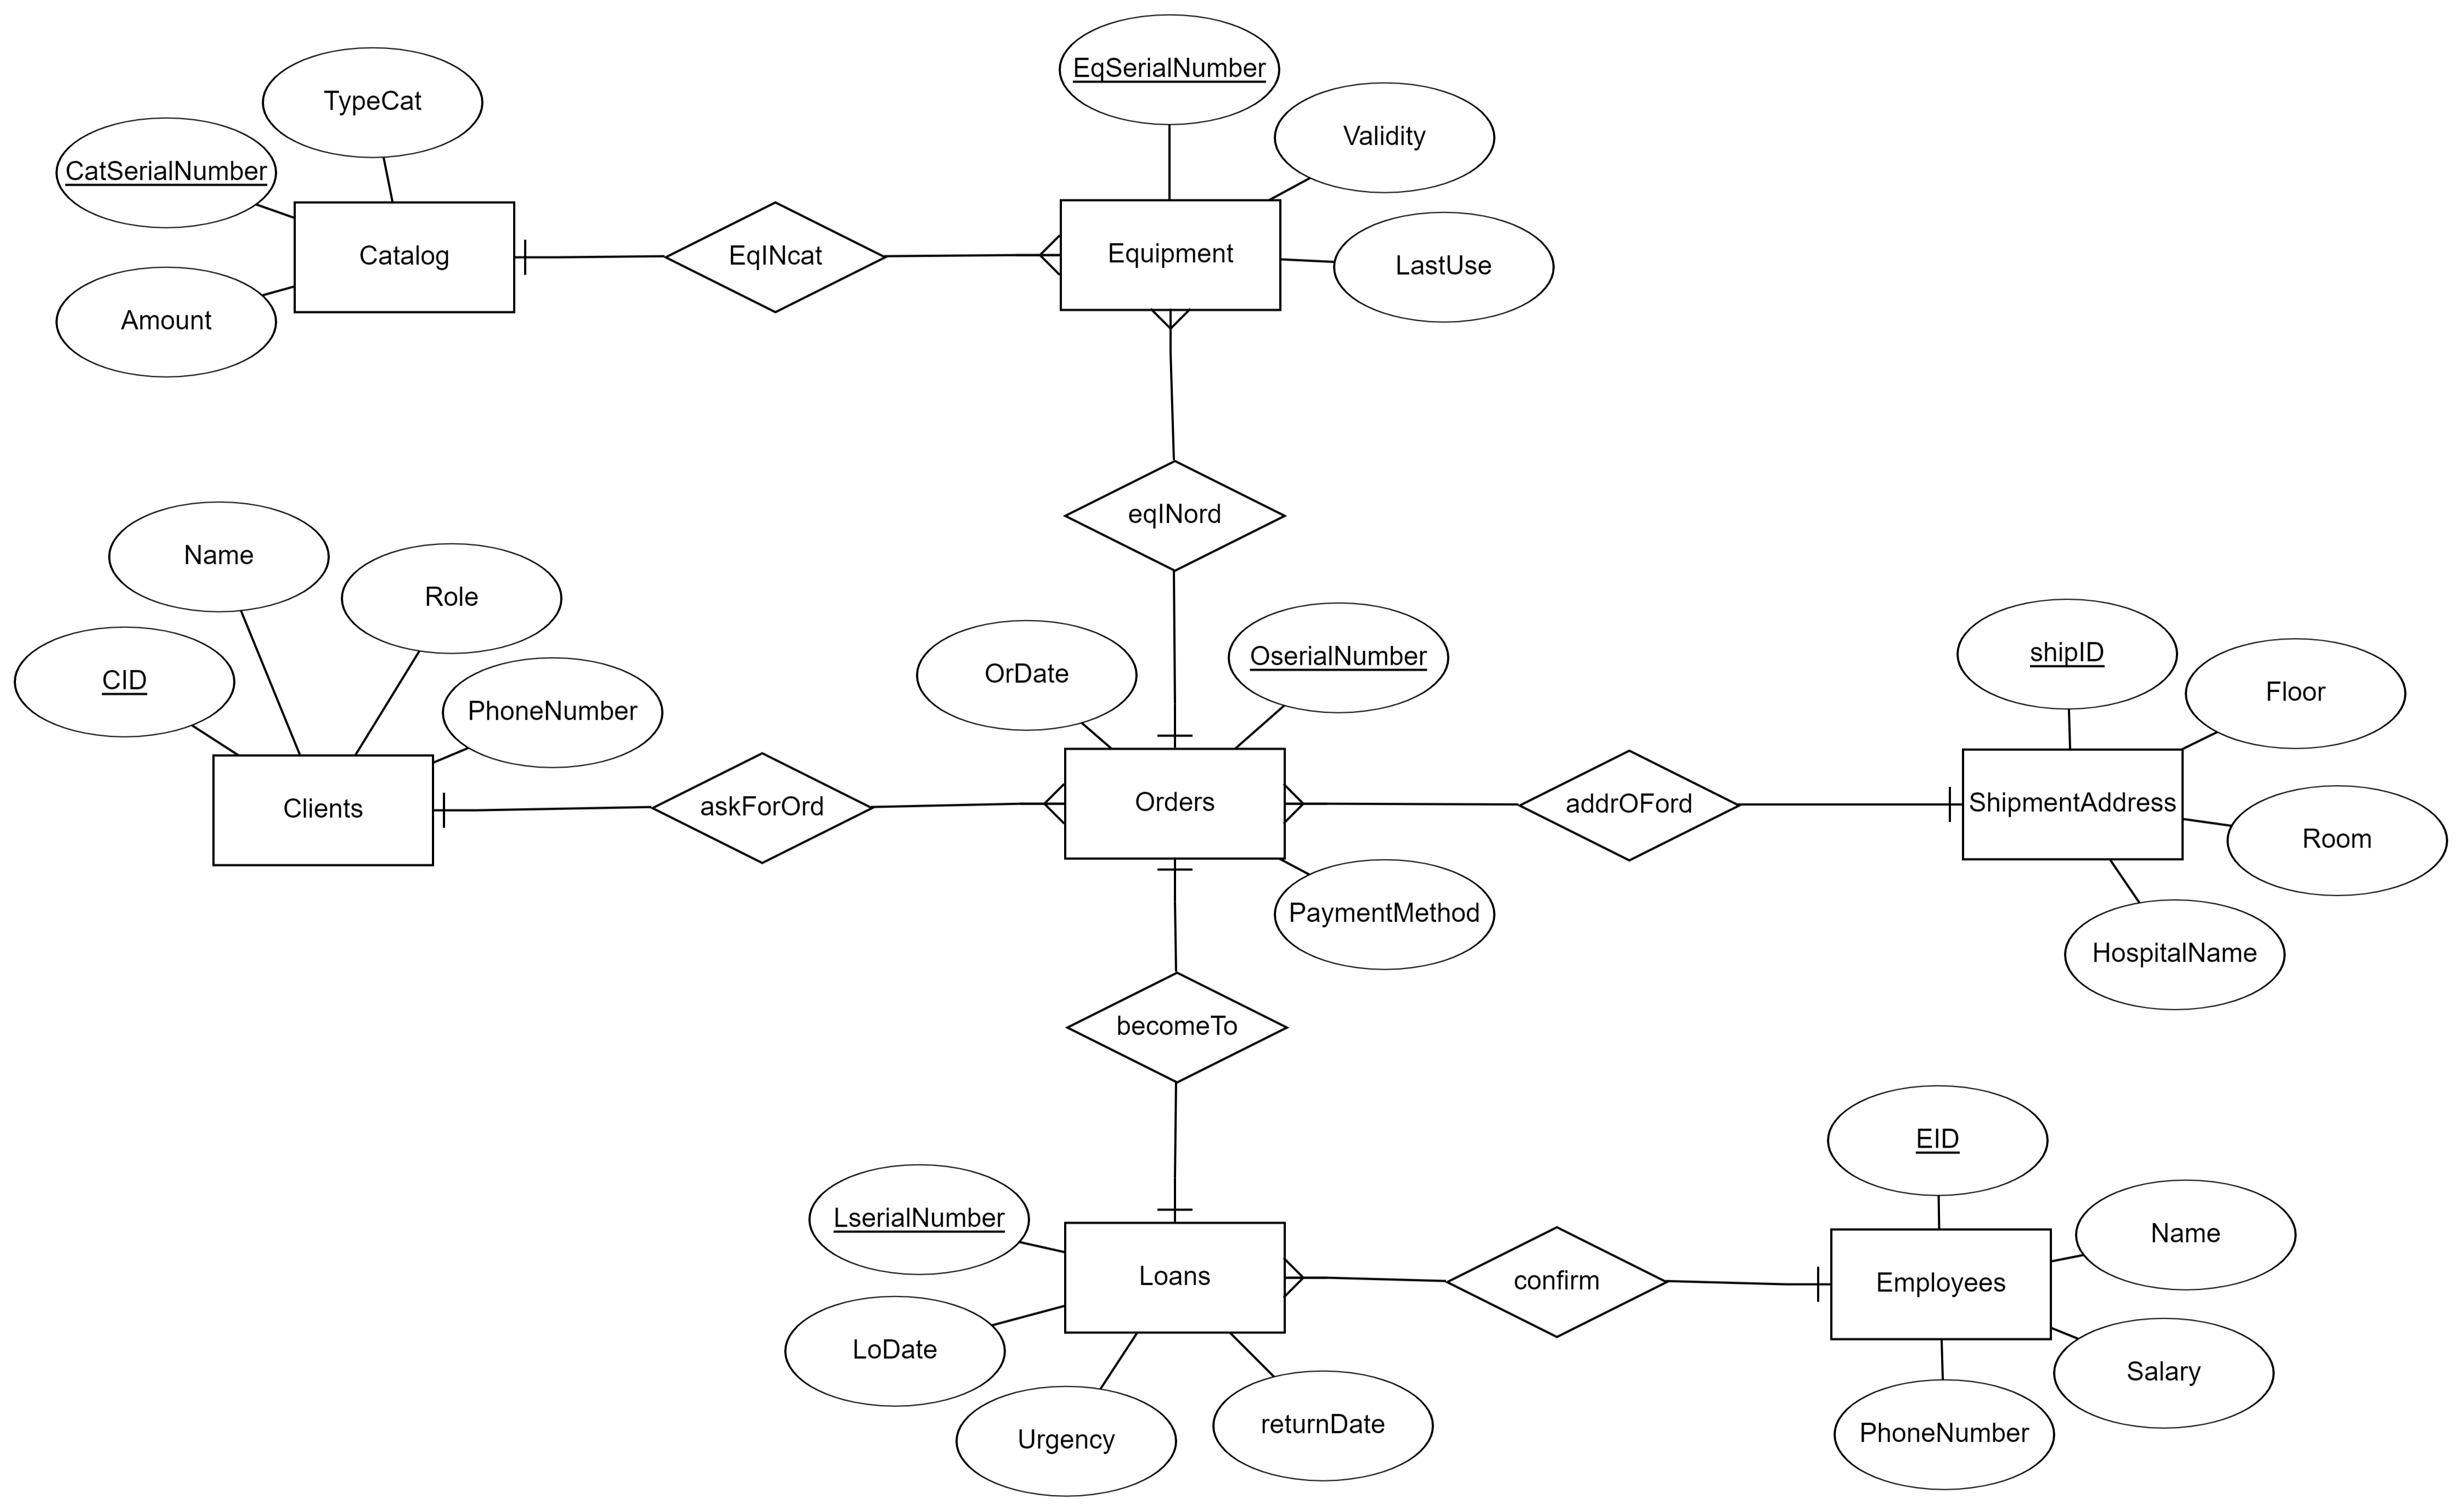 EqSerialNumber
TypeCat
Validity
CatSerialNumber
Catalog
EqINcat
Equipment
LastUse
Amount
eqINord
Name
Role
CID
PhoneNumber
OrDate
OserialNumber
shipID
Floor
Clients
askForOrd
Orders
addrOFord
ShipmentAddress
Room
PaymentMethod
HospitalName
becomeTo
EID
LserialNumber
Name
Loans
confirm
Employees
LoDate
Salary
Urgency
returnDate
PhoneNumber